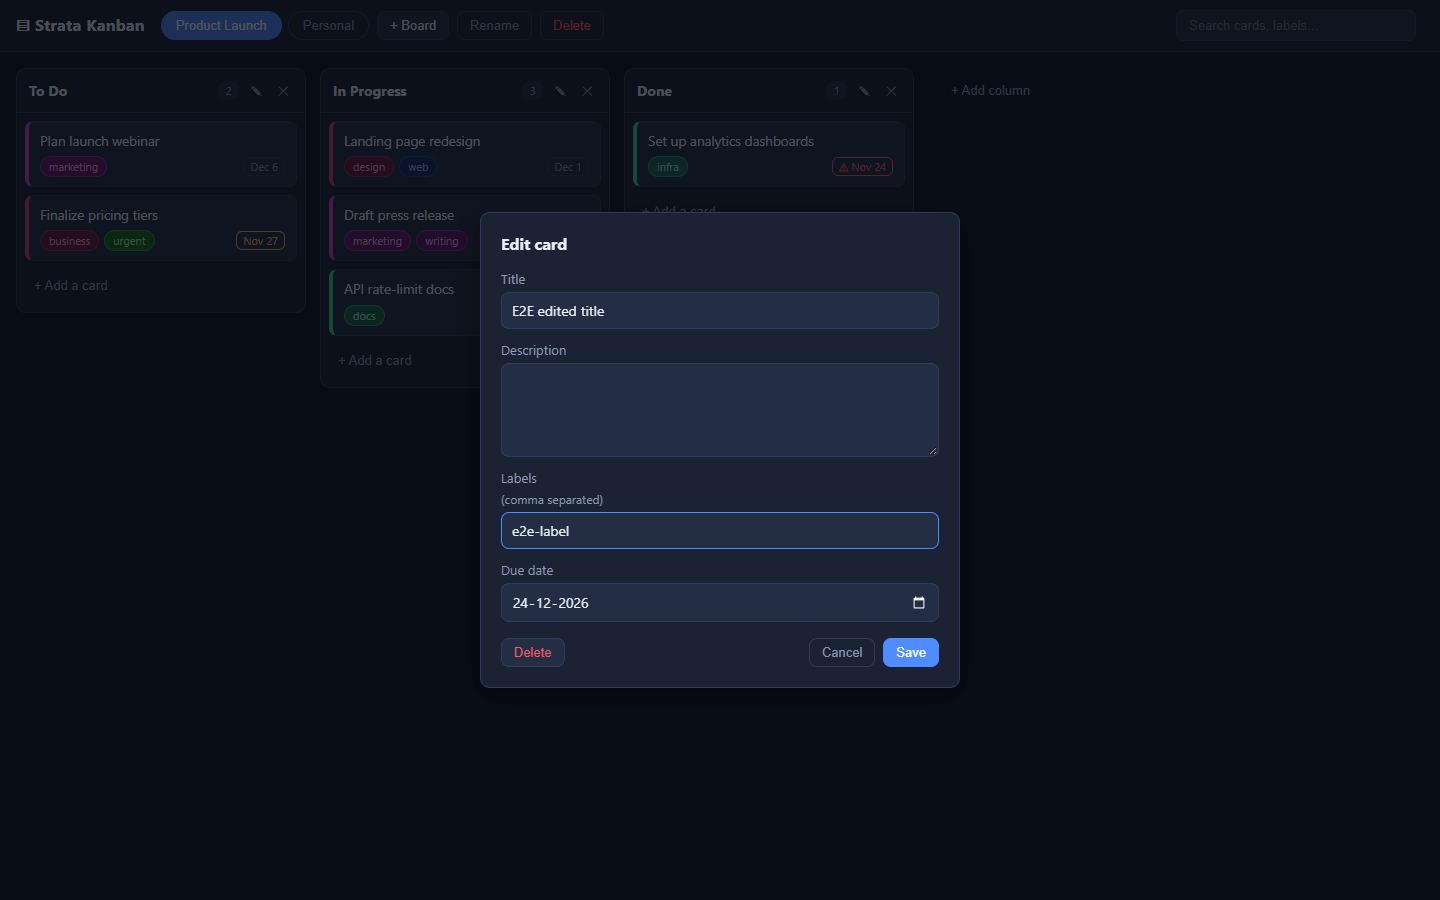 Strata Kanban
Product Launch
Personal
+ Board
Rename
Delete
Search cards, labels...
To Do
2
Plan launch webinar
marketing
Dec 6
Finalize pricing tiers
business
urgent
Nov 27
+ Add a card
In Progress
3
Landing page redesign
design
web
Dec 1
Draft press release
marketing
writing
API rate-limit docs
docs
+ Add a card
Done
1
Set up analytics dashboards
infra
⚠ Nov 24
+ Add a card
+ Add column
Edit card
Title
E2E edited title
Description
Labels
(comma separated)
e2e-label
Due date
24-12-2026
Delete
Cancel
Save